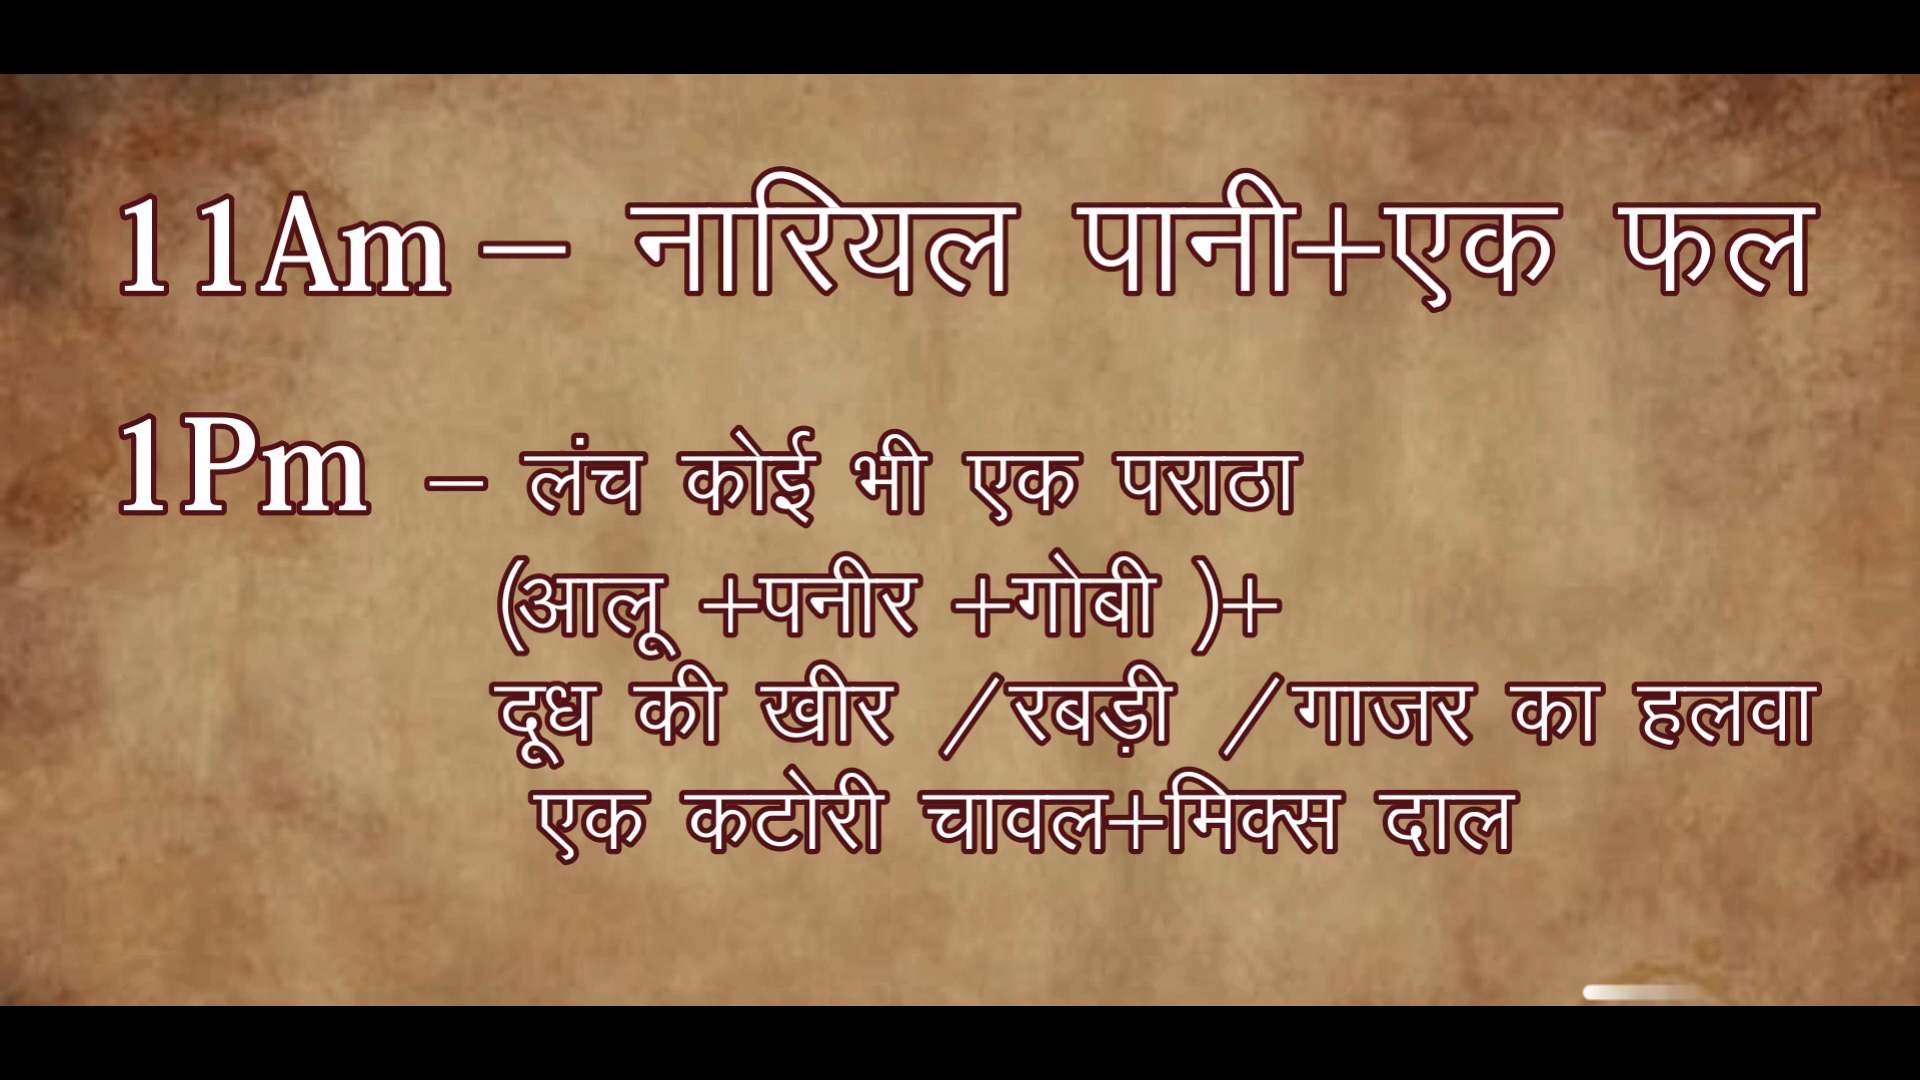 11Am – नारियल पानी+एक फल
1Pm – लंच कोई भी एक पराठा
(आलू +पनीर +गोबी )+
दूध की खीर /रबड़ी /गाजर का हलवा
एक कटोरी चावल+मिक्स दाल